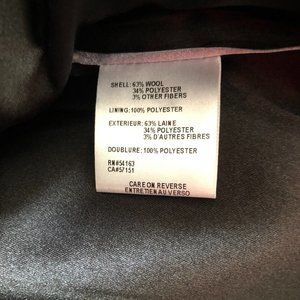 SHELL: 63% WOOL
34% POLYESTER
3% OTHER FIBERS
LINING: 100% POLYESTER
EXTERIEUR: 63% LAINE
34% POLYESTER
3% D'AUTRES FIBERS
DOUBLURE: 100% POLYESTER
RN#54163
CA#57151
CARE ON REVERSE
ENTRETIEN AU VERSO